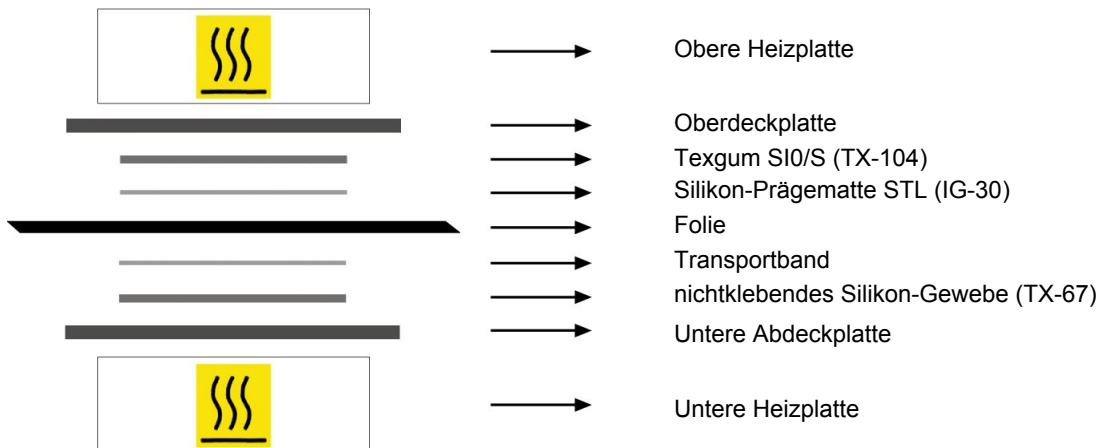 Obere Heizplatte
Oberdeckplatte
Texgum SI0/S (TX-104)
Silikon-Prägematte STL (IG-30)
Folie
Transportband
nichtklebendes Silikon-Gewebe (TX-67)
Untere Abdeckplatte
Untere Heizplatte